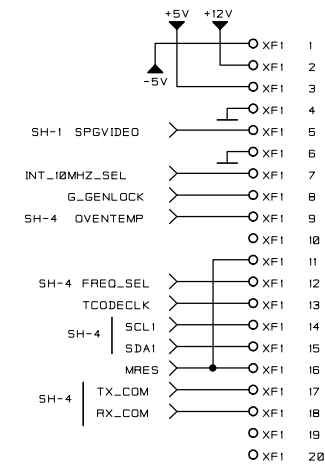 +5V +12V
XF1 1
XF1 2
-5V XF1 3
XF1 4
SH-1 SPGVIDEO XF1 5
XF1 6
INT_10MHZ_SEL XF1 7
G_GENLOCK XF1 8
SH-4 OVENTEMP XF1 9
XF1 10
XF1 11
SH-4 FREQ_SEL XF1 12
TCODECLK XF1 13
SH-4 SCL1 XF1 14
SDA1 XF1 15
MRES XF1 16
SH-4 TX_COM XF1 17
RX_COM XF1 18
XF1 19
XF1 20